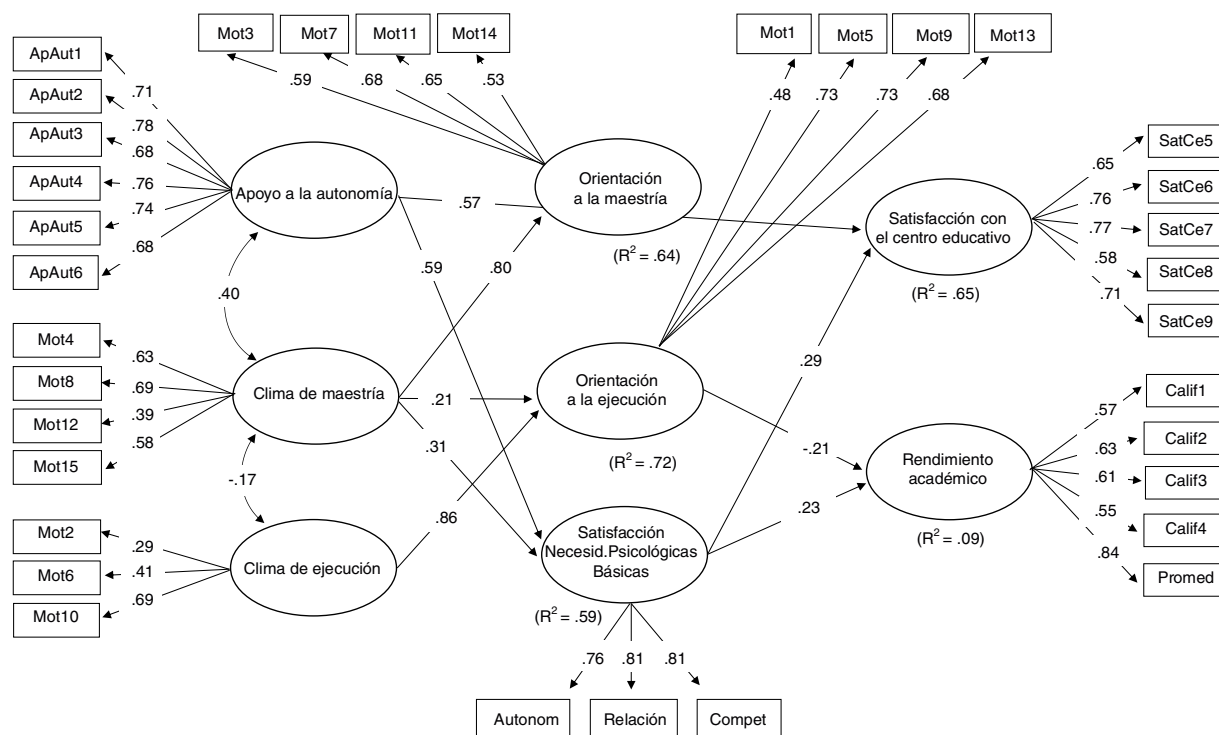 Mot3
Mot7
Mot11
Mot14
Mot1
Mot5
Mot9
Mot13
.59
.68
.65
.53
.48
.73
.73
.68
ApAut1
ApAut2
ApAut3
ApAut4
ApAut5
ApAut6
.71
.78
.68
.76
.74
.68
Apoyo a la autonomía
.57
.59
.80
.40
Orientación
a la maestría
(R² = .64)
Satisfacción con
el centro educativo
(R² = .65)
.65
.76
.77
.58
.71
SatCe5
SatCe6
SatCe7
SatCe8
SatCe9
Mot4
Mot8
Mot12
Mot15
.63
.69
.39
.58
Clima de maestría
.21
.31
-.17
Orientación
a la ejecución
(R² = .72)
.29
-.21
.23
Rendimiento
académico
(R² = .09)
.57
.63
.61
.55
.84
Calif1
Calif2
Calif3
Calif4
Promed
Mot2
Mot6
Mot10
.29
.41
.69
Clima de ejecución
.86
Satisfacción
Necesid.Psicológicas
Básicas
(R² = .59)
.76
.81
.81
Autonom
Relación
Compet